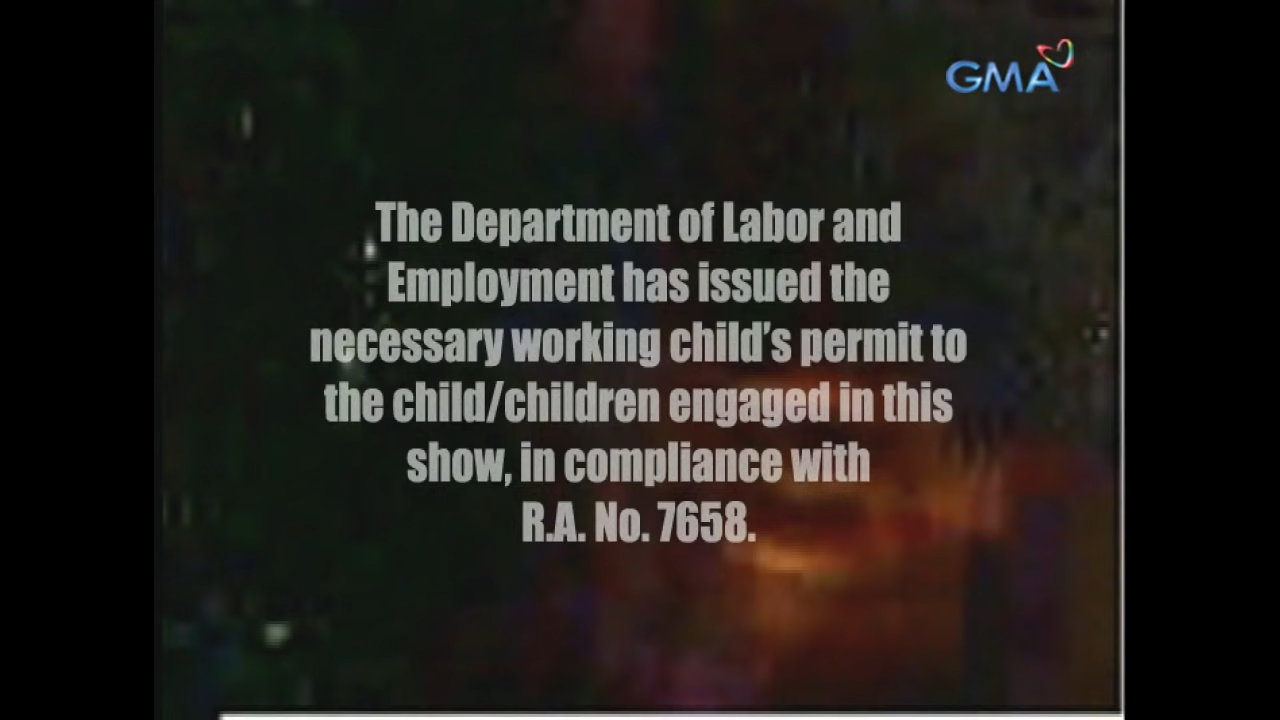 GMA
The Department of Labor and
Employment has issued the
necessary working child's permit to
the child/children engaged in this
show, in compliance with
R.A. No. 7658.